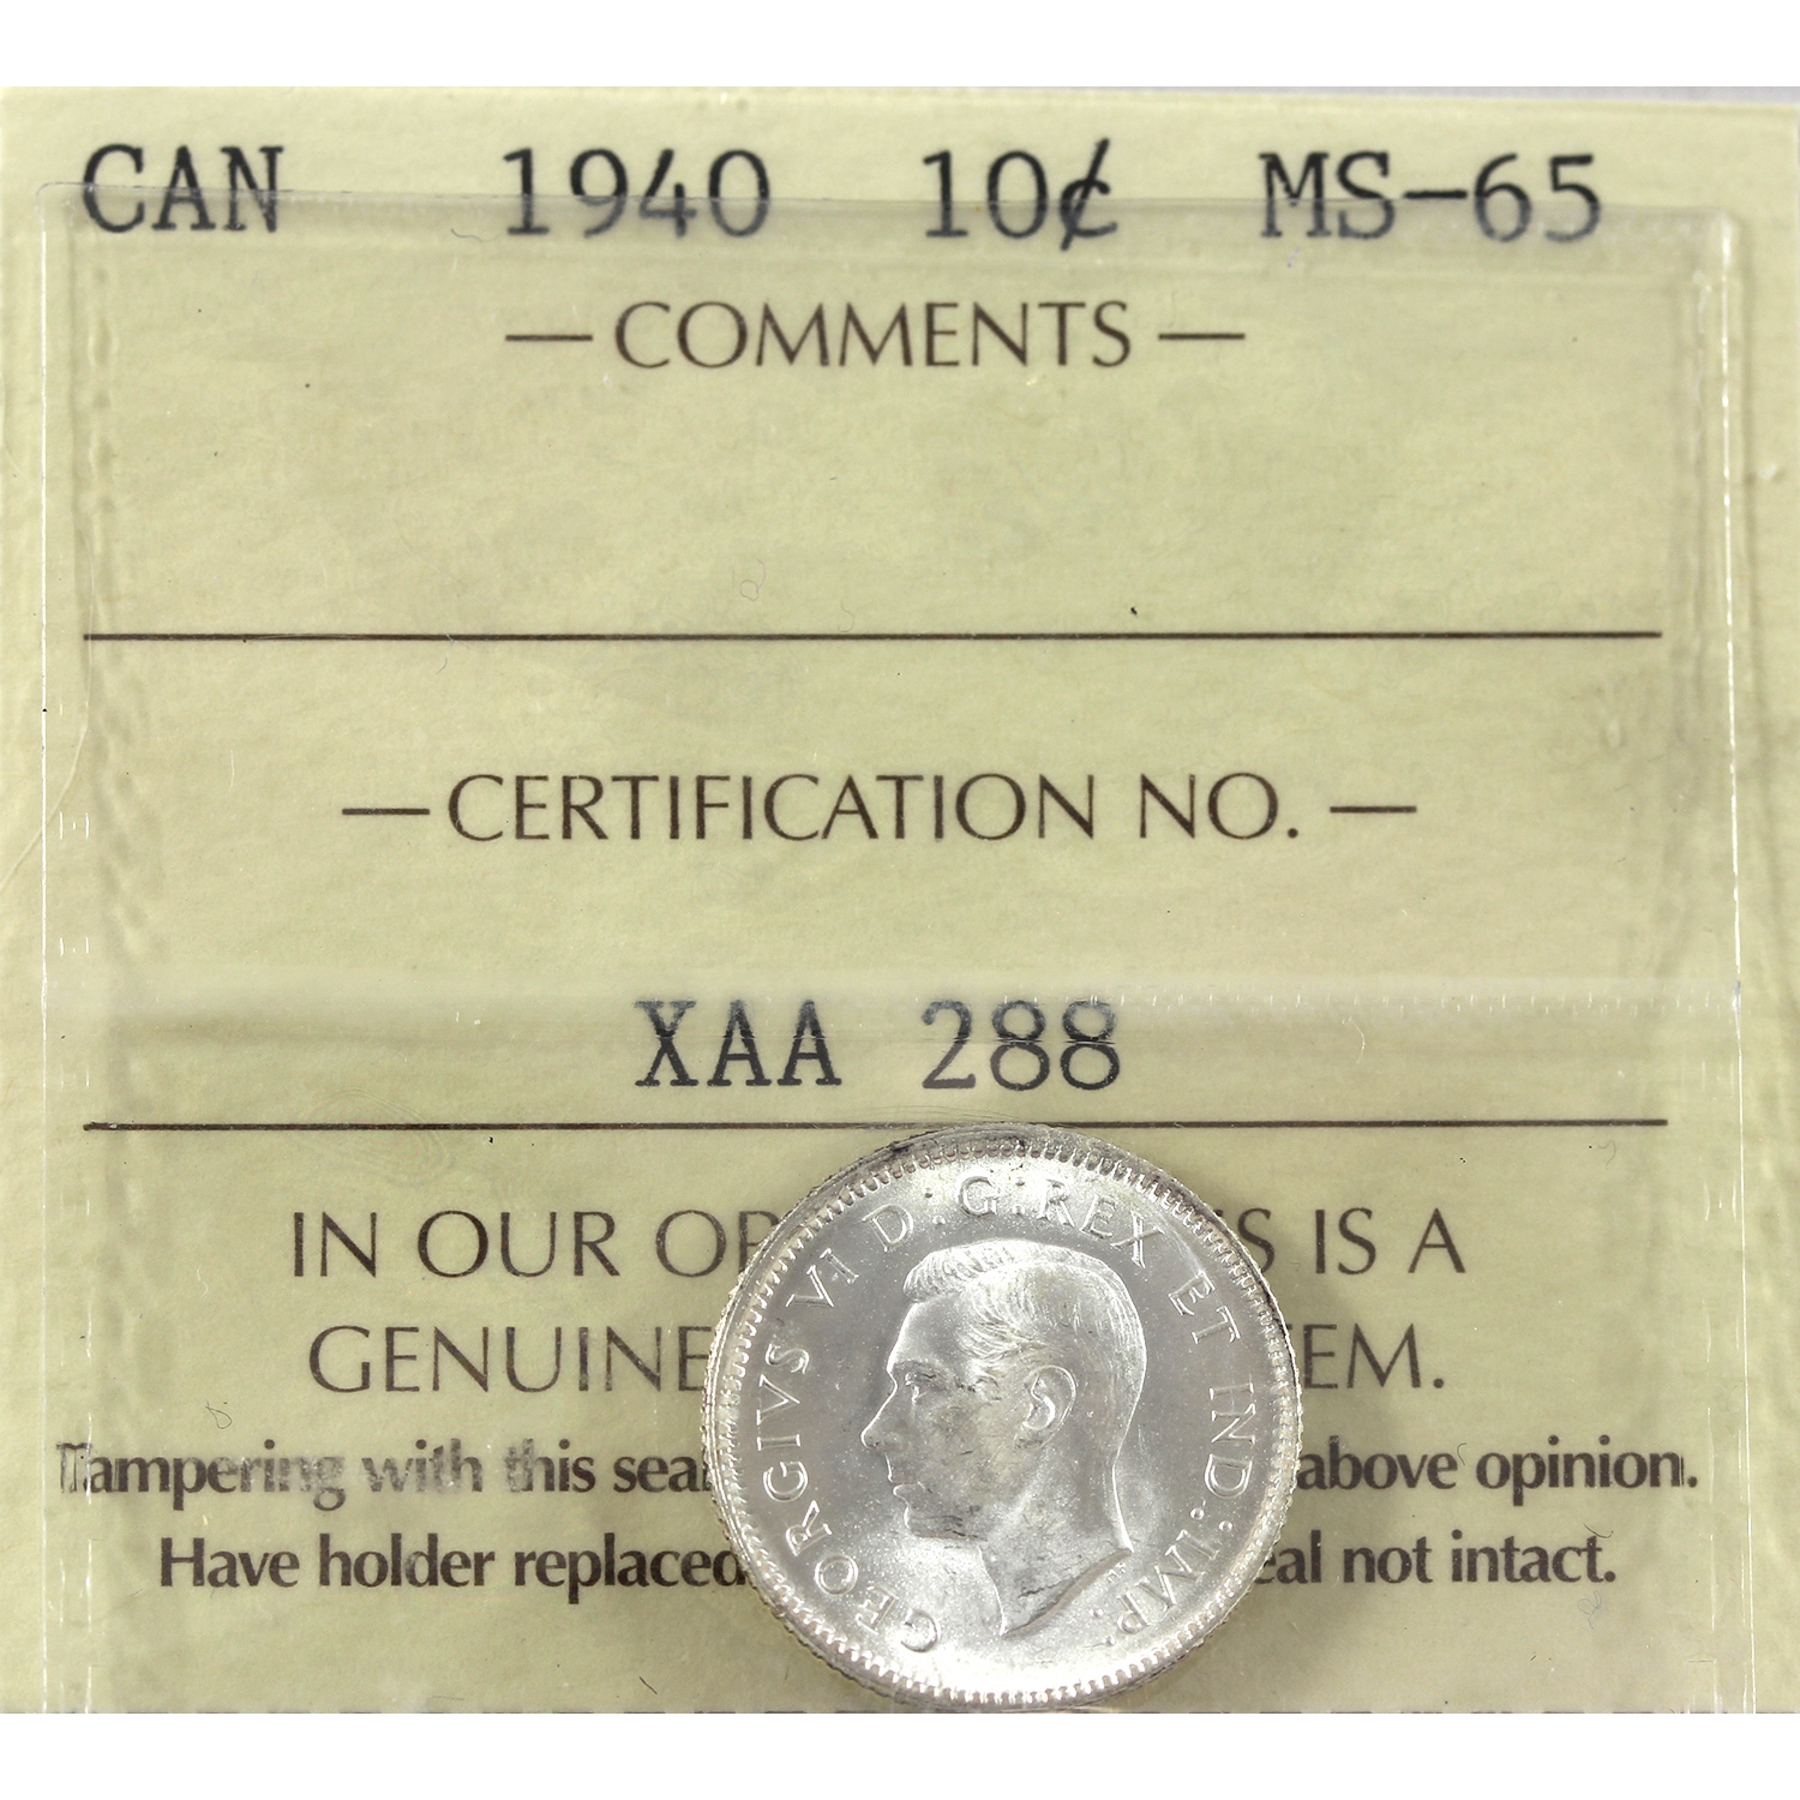 CAN 1940 10¢ MS-65
— COMMENTS —
— CERTIFICATION NO. —
XAA 288
IN OUR OP S IS A
GENUINE EM.
Tampering with this sea above opinion.
Have holder replaced eal not intact.
GEORGIVS VI D:G:REX ET IND:IMP: